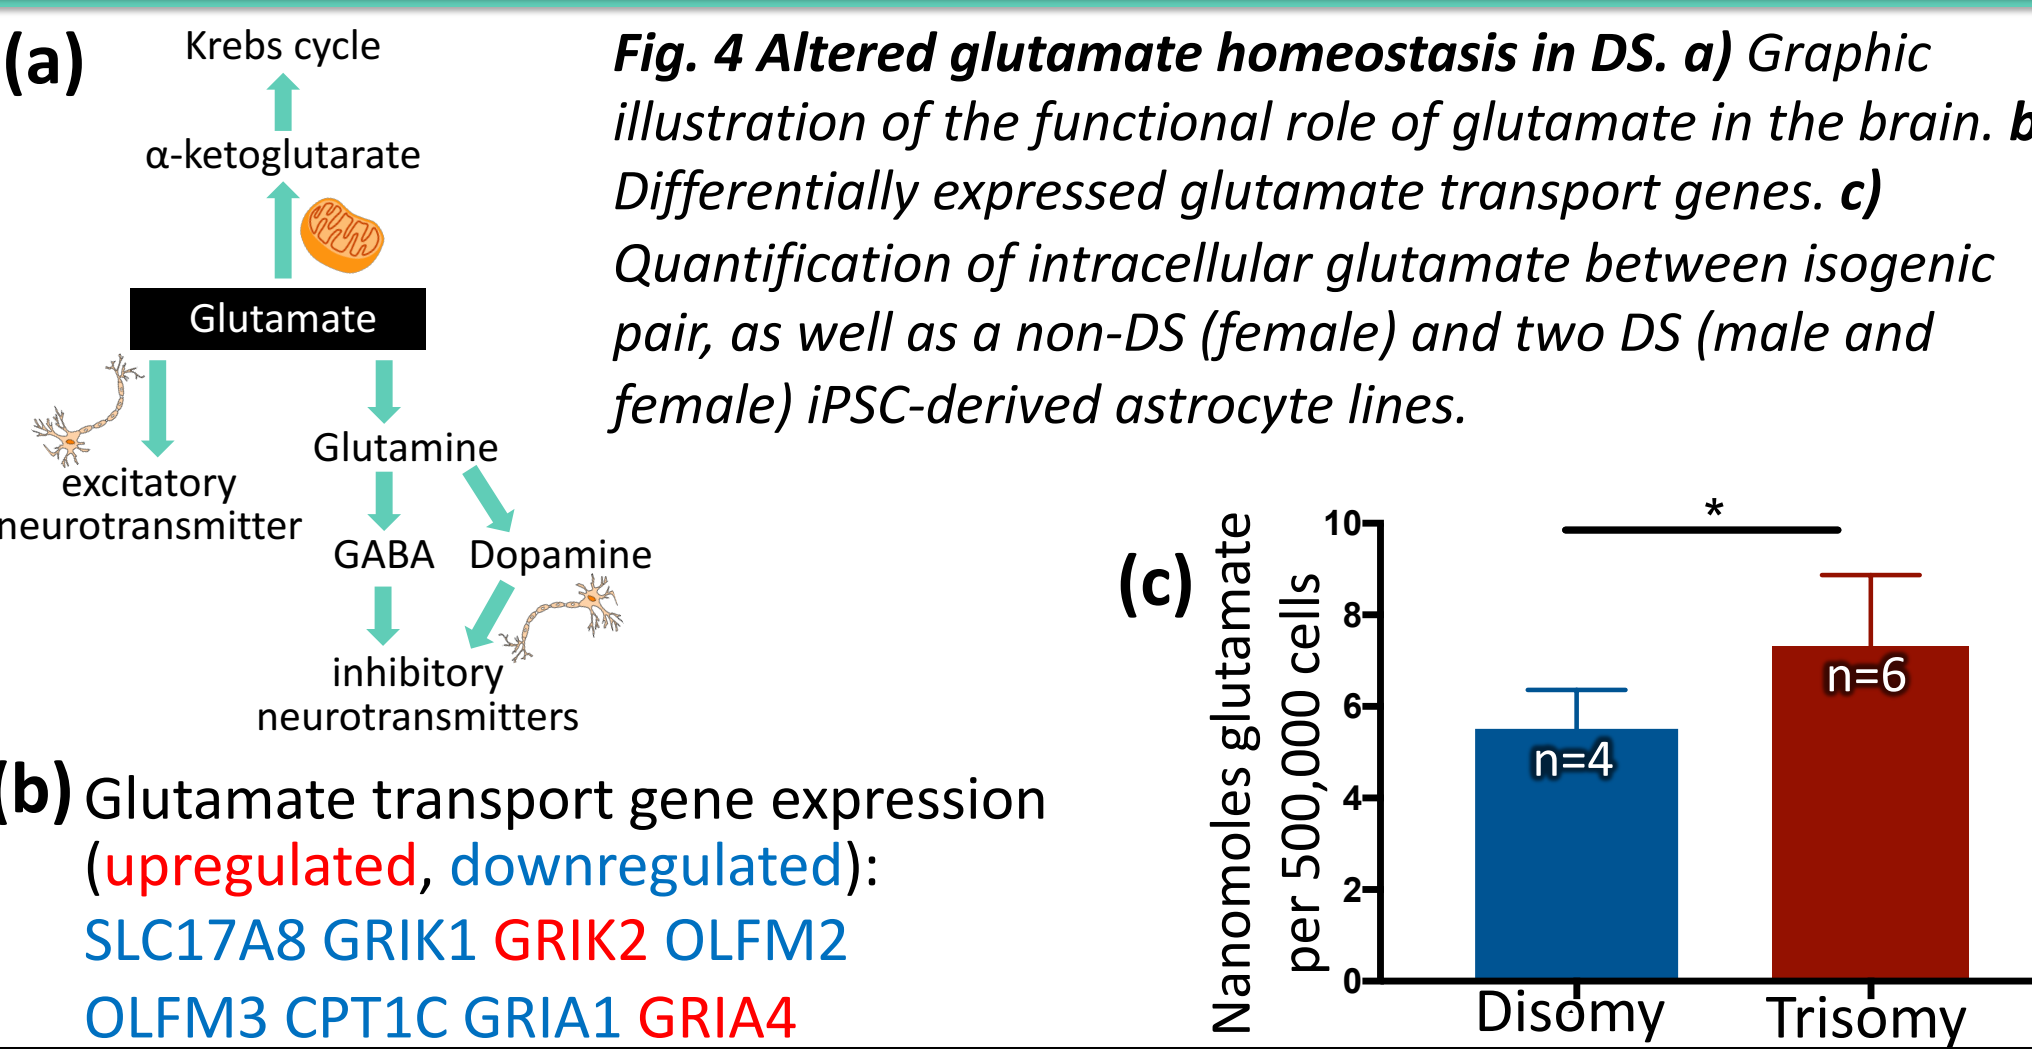 (a)
Krebs cycle
α-ketoglutarate
Glutamate
excitatory
neurotransmitter
Glutamine
GABA Dopamine
inhibitory
neurotransmitters
Fig. 4 Altered glutamate homeostasis in DS. a) Graphic
illustration of the functional role of glutamate in the brain. b
Differentially expressed glutamate transport genes. c)
Quantification of intracellular glutamate between isogenic
pair, as well as a non-DS (female) and two DS (male and
female) iPSC-derived astrocyte lines.
(b) Glutamate transport gene expression
(upregulated, downregulated):
SLC17A8 GRIK1 GRIK2 OLFM2
OLFM3 CPT1C GRIA1 GRIA4
(c)
Nanomoles glutamate
per 500,000 cells
10
8
6
4
2
0
*
n=4
n=6
Disomy
Trisomy